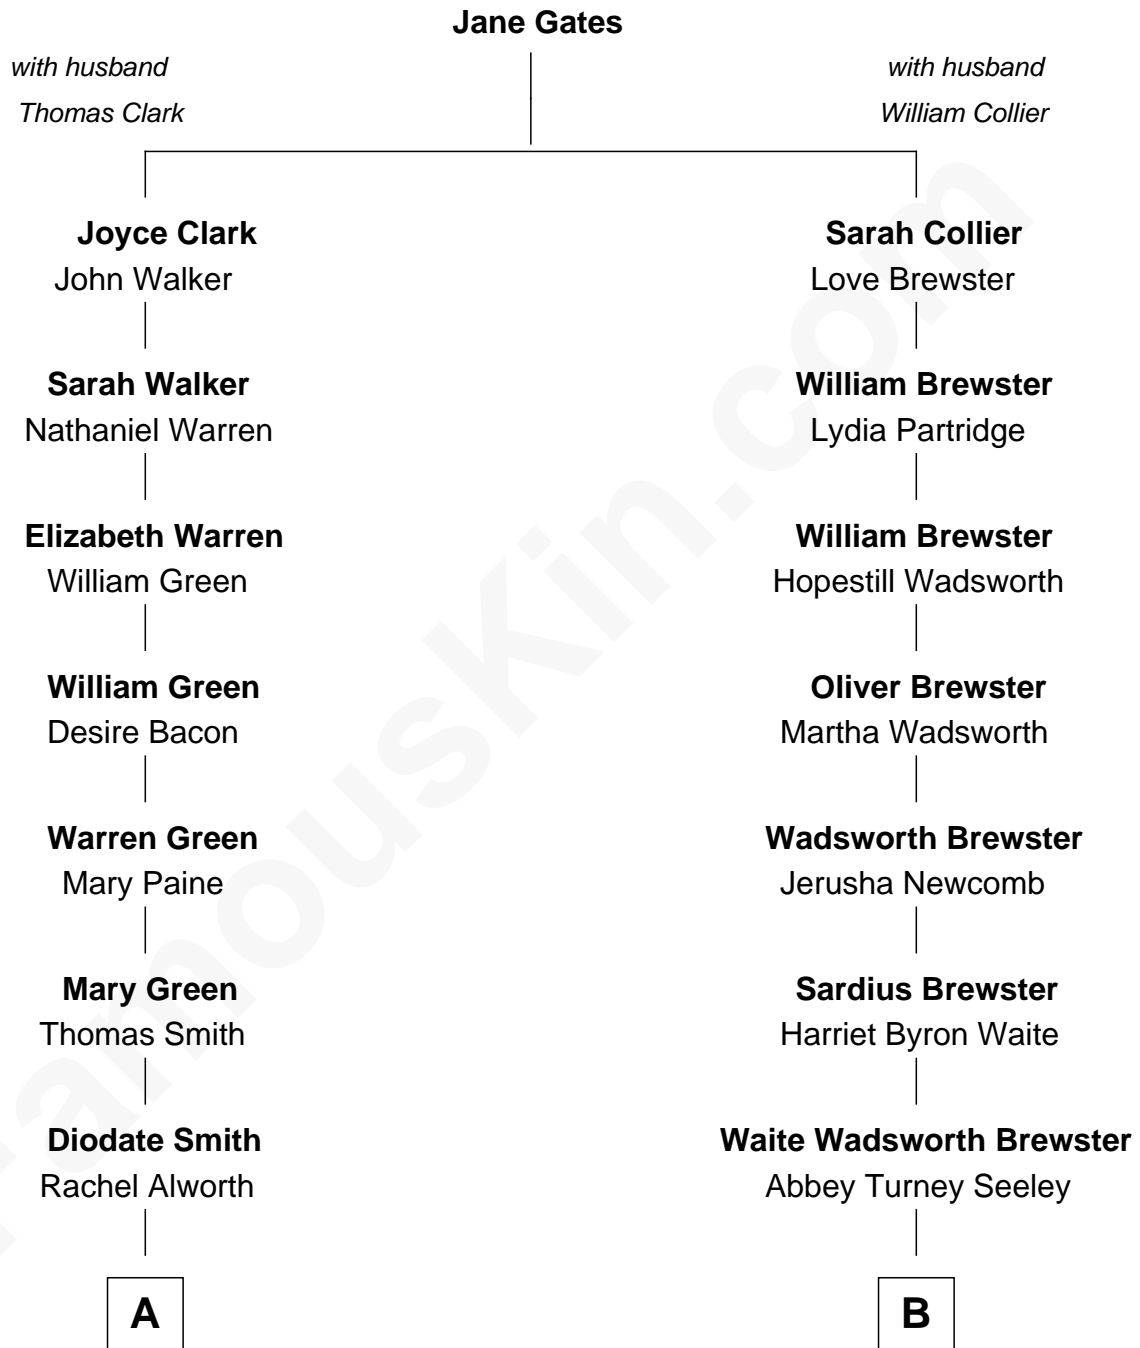 Jane Gates
with husband
Thomas Clark
with husband
William Collier
Joyce Clark
John Walker
Sarah Walker
Nathaniel Warren
Elizabeth Warren
William Green
William Green
Desire Bacon
Warren Green
Mary Paine
Mary Green
Thomas Smith
Diodate Smith
Rachel Alworth
A
Sarah Collier
Love Brewster
William Brewster
Lydia Partridge
William Brewster
Hopestill Wadsworth
Oliver Brewster
Martha Wadsworth
Wadsworth Brewster
Jerusha Newcomb
Sardius Brewster
Harriet Byron Waite
Waite Wadsworth Brewster
Abbey Turney Seeley
B
FamousKin.com